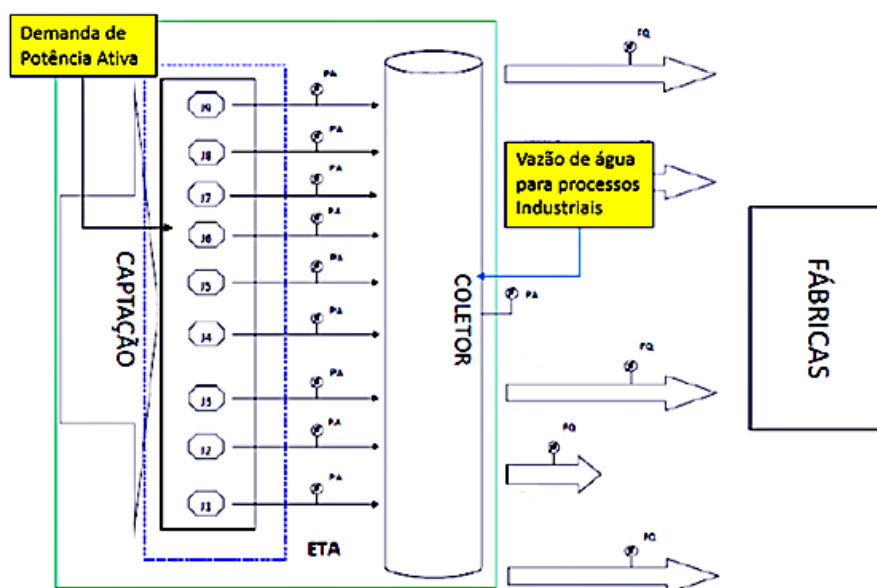 Demanda de
Potência Ativa
FQ
PA
J9
PA
J8
PA
J7
Vazão de água
para processos
Industriais
PA
J6
PA
J5
CAPTAÇÃO
COLETOR
PA
FÁBRICAS
PA
J4
FQ
PA
J3
PA
J2
FQ
PA
J1
ETA
FQ